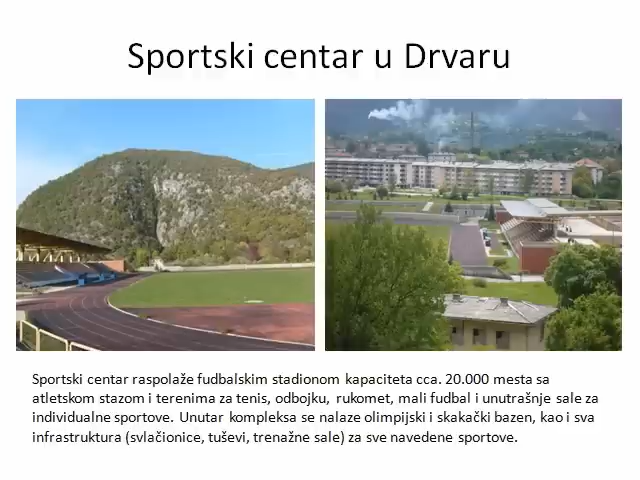 Sportski centar u Drvaru
Sportski centar raspolaže fudbalskim stadionom kapaciteta cca. 20.000 mesta sa
atletskom stazom i terenima za tenis, odbojku, rukomet, mali fudbal i unutrašnje sale za
individualne sportove. Unutar kompleksa se nalaze olimpijski i skakački bazen, kao i sva
infrastruktura (svlačionice, tuševi, trenažne sale) za sve navedene sportove.